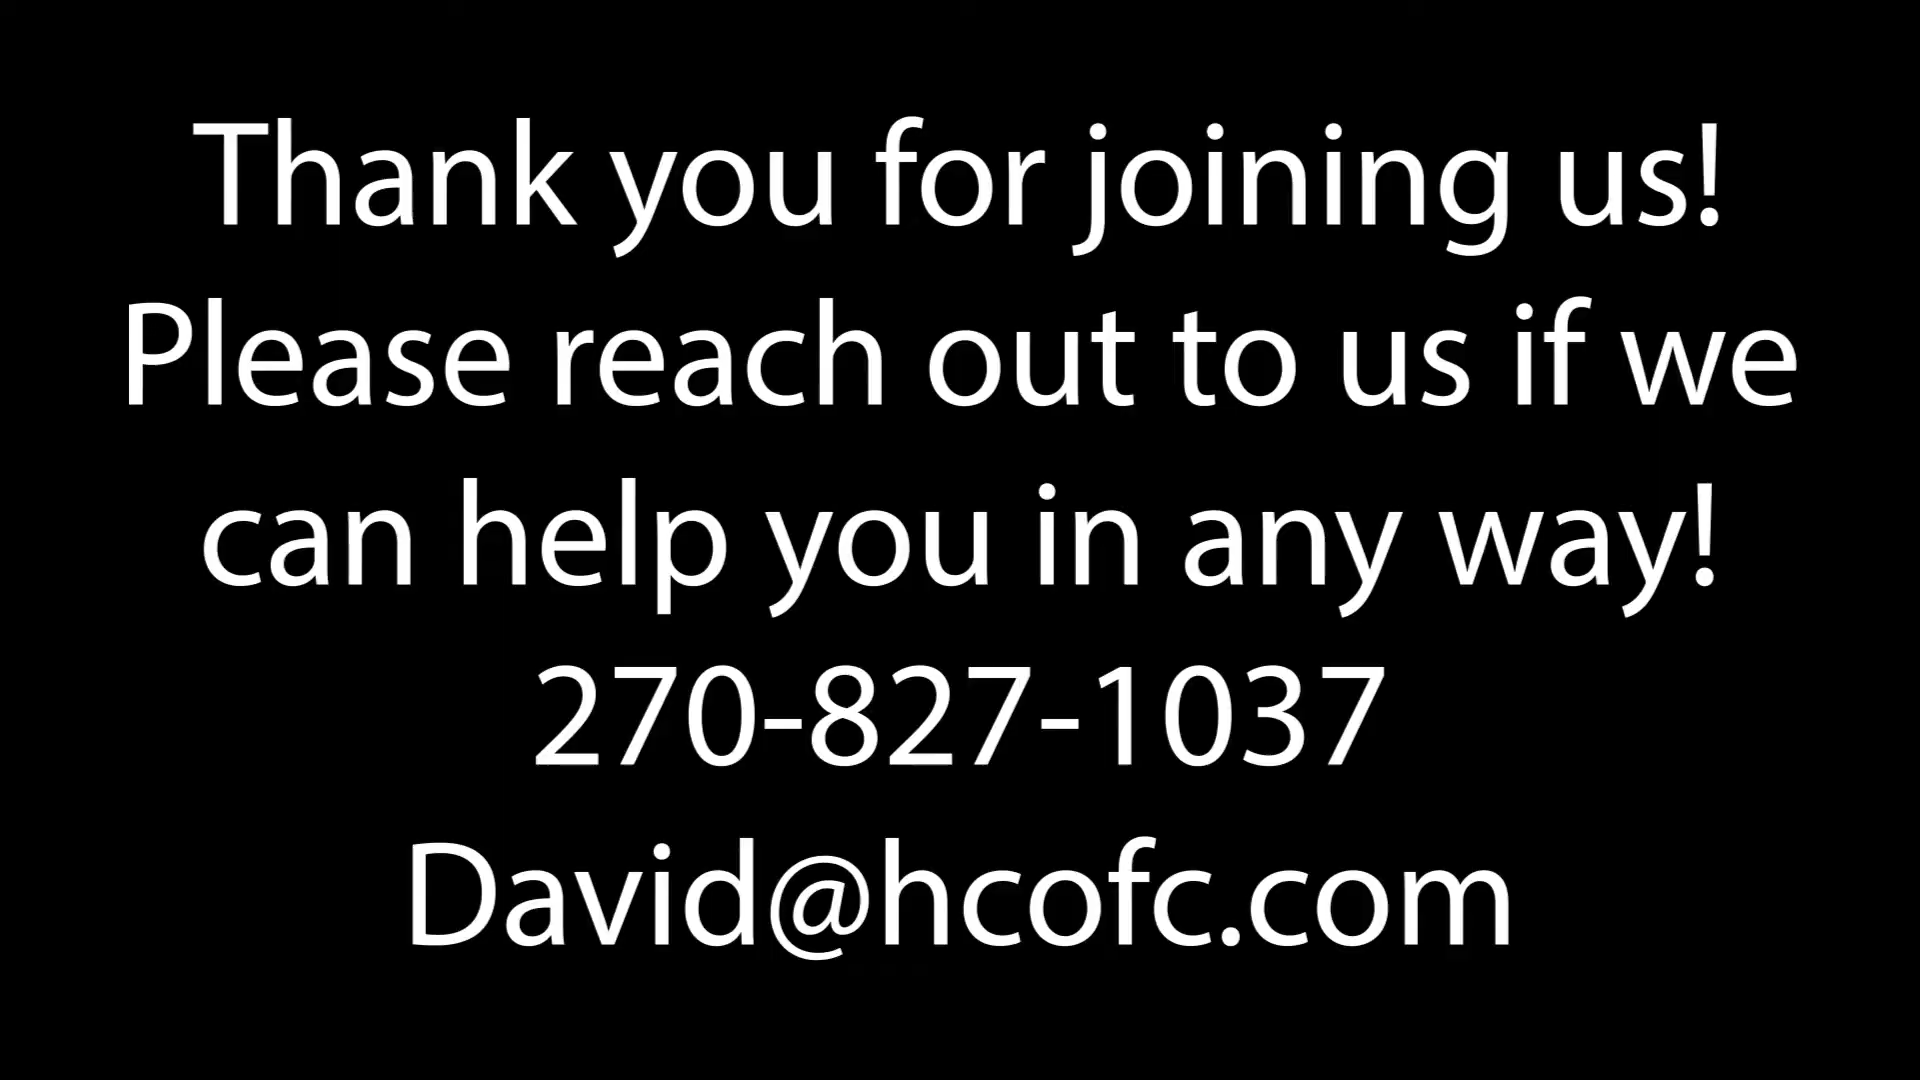 Thank you for joining us!
Please reach out to us if we
can help you in any way!
270-827-1037
David@hcofc.com